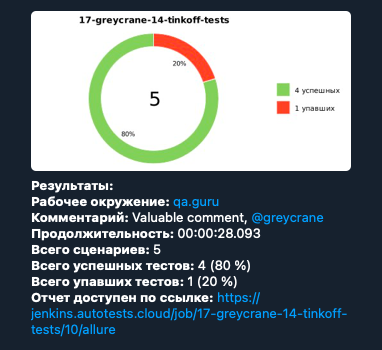 17-greycrane-14-tinkoff-tests
20%
5
80%
4 успешных
1 упавших
Результаты:
Рабочее окружение: qa.guru
Комментарий: Valuable comment, @greycrane
Продолжительность: 00:00:28.093
Всего сценариев: 5
Всего успешных тестов: 4 (80 %)
Всего упавших тестов: 1 (20 %)
Отчет доступен по ссылке: https://
jenkins.autotests.cloud/job/17-greycrane-14-tinkoff-
tests/10/allure